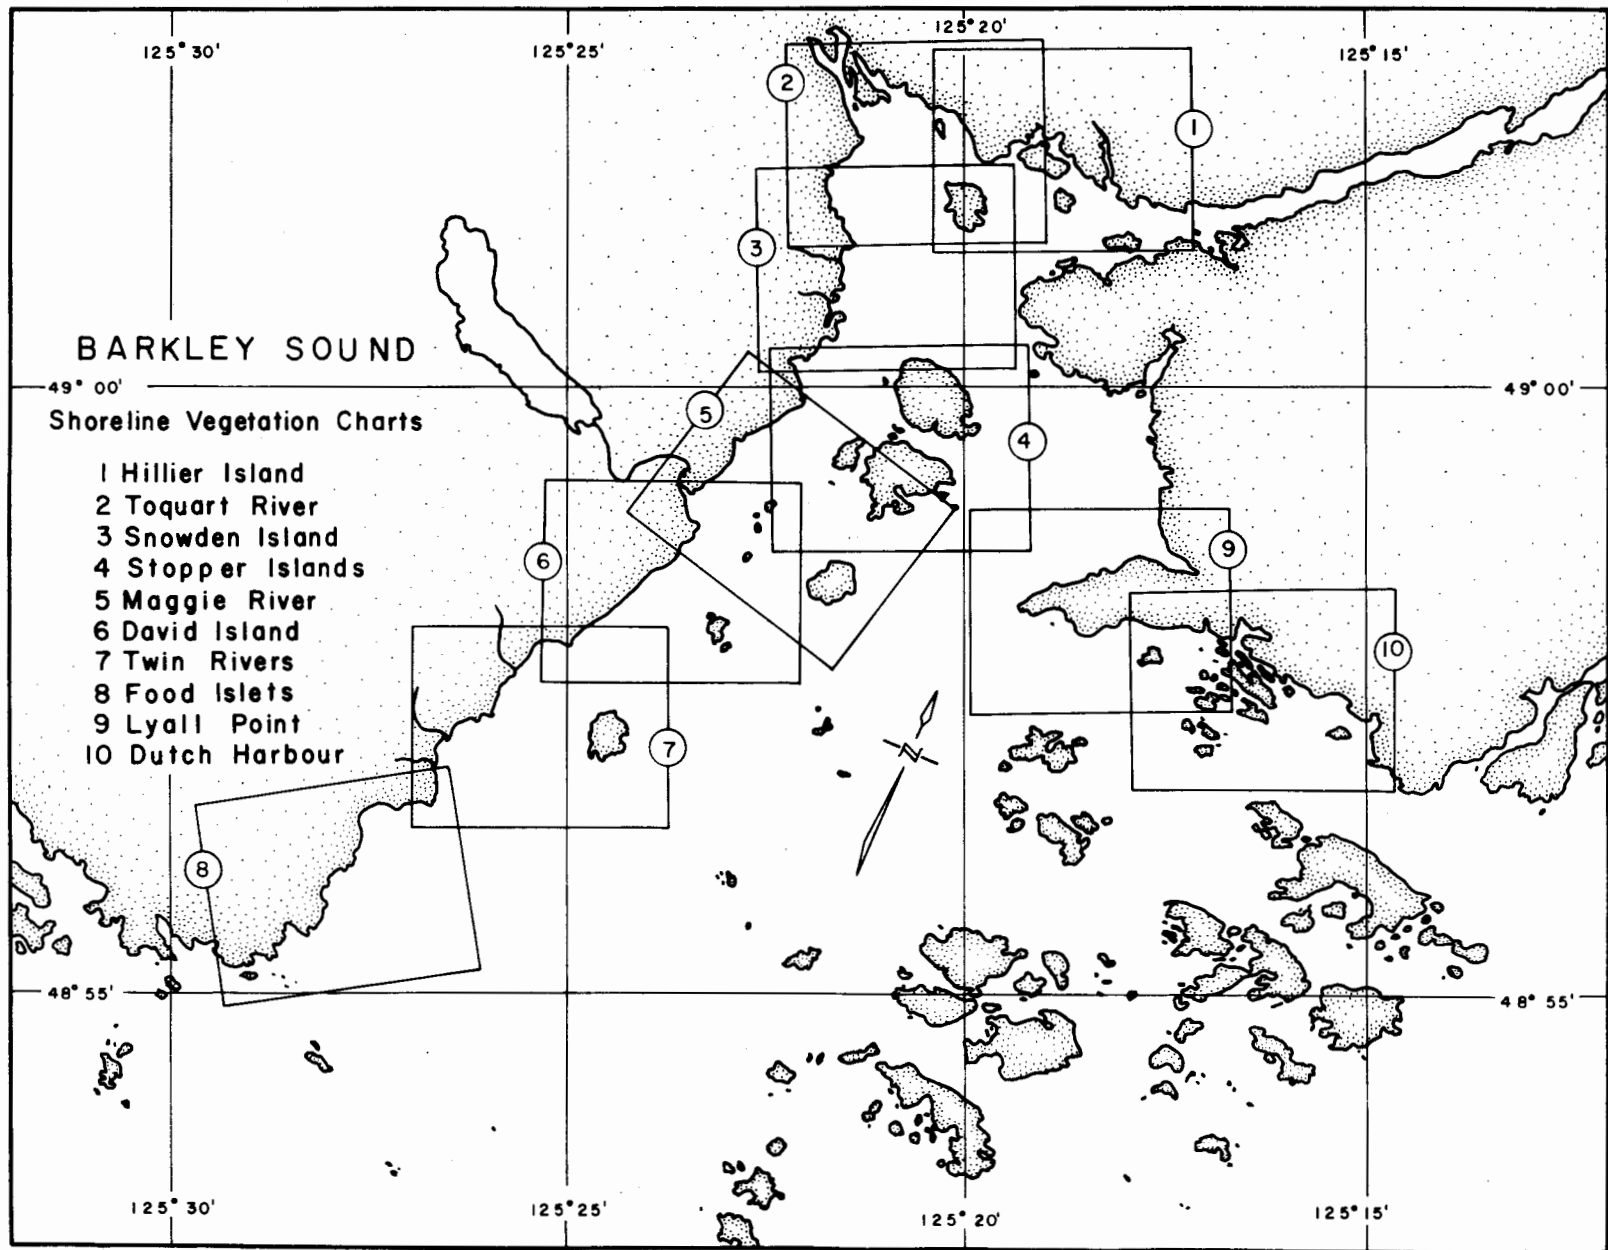 125° 30'
125° 25'
125° 20'
125° 15'
2
1
3
BARKLEY SOUND
49° 00'
49° 00'
Shoreline Vegetation Charts
5
4
1 Hillier Island
2 Toquart River
3 Snowden Island
4 Stopper Islands
5 Maggie River
6 David Island
7 Twin Rivers
8 Food Islets
9 Lyall Point
10 Dutch Harbour
6
9
10
7
N
8
48° 55'
48° 55'
125° 30'
125° 25'
125° 20'
125° 15'